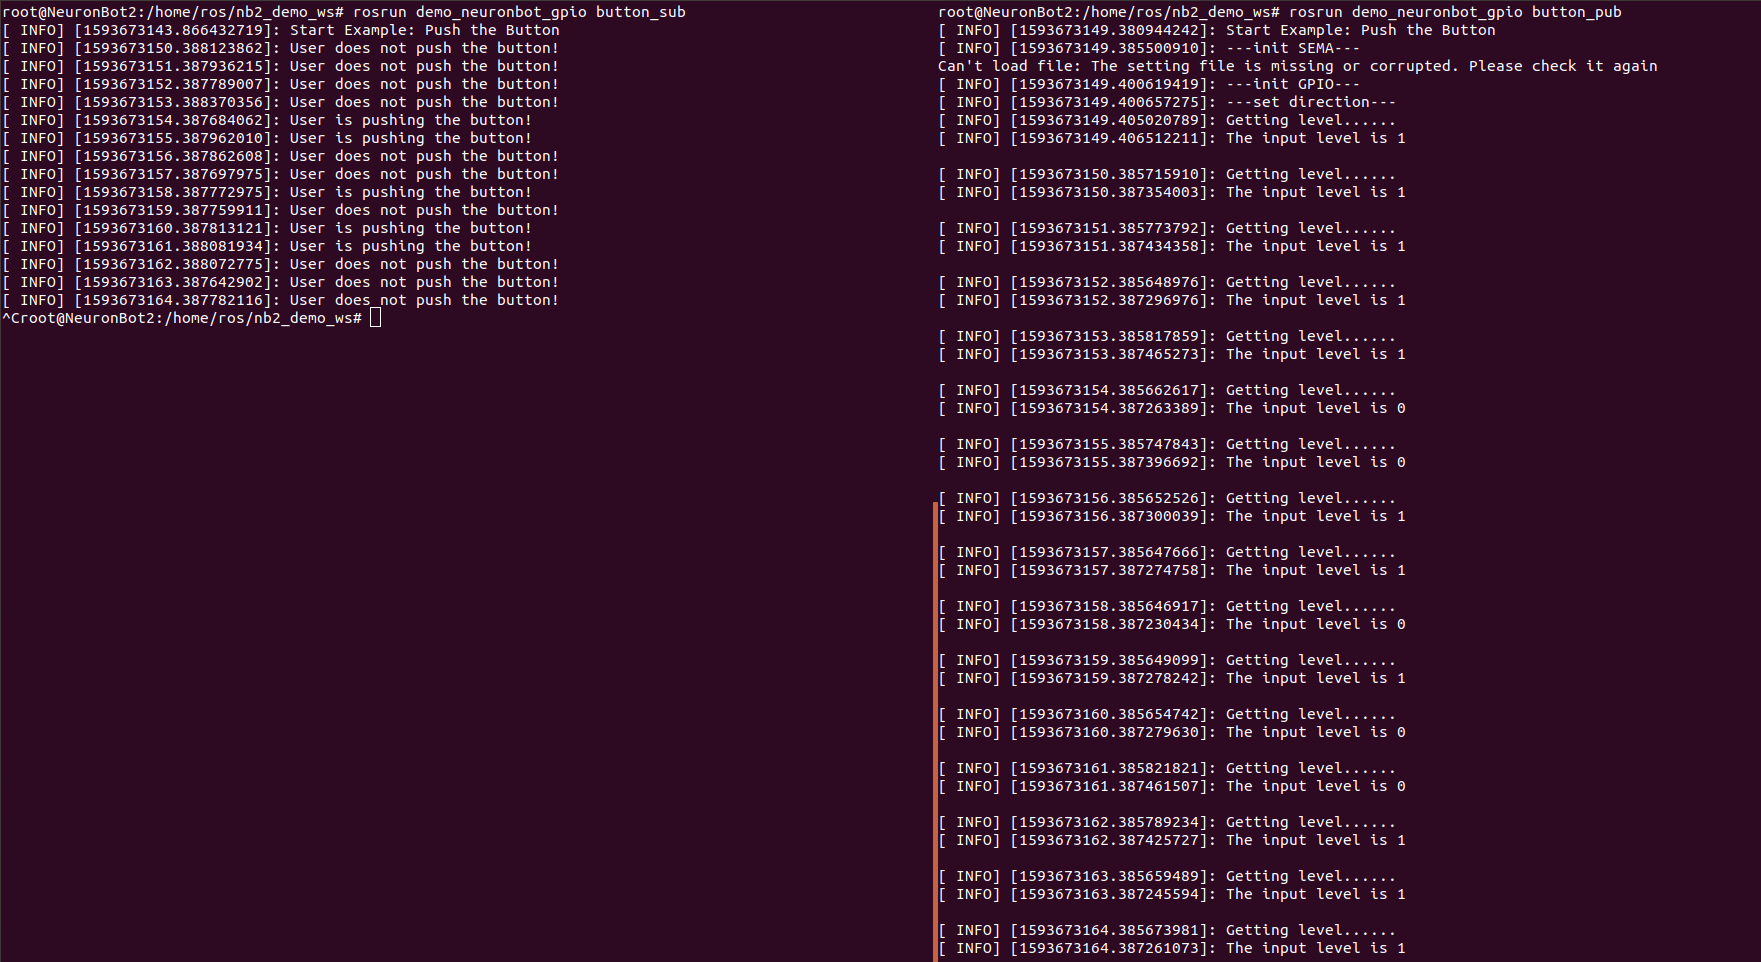 root@NeuronBot2:/home/ros/nb2_demo_ws# rosrun demo_neuronbot_gpio button_sub
[ INFO] [1593673143.866432719]: Start Example: Push the Button
[ INFO] [1593673150.388123862]: User does not push the button!
[ INFO] [1593673151.387936215]: User does not push the button!
[ INFO] [1593673152.387789007]: User does not push the button!
[ INFO] [1593673153.388370356]: User does not push the button!
[ INFO] [1593673154.387684062]: User is pushing the button!
[ INFO] [1593673155.387962010]: User is pushing the button!
[ INFO] [1593673156.387862608]: User does not push the button!
[ INFO] [1593673157.387697975]: User does not push the button!
[ INFO] [1593673158.387772975]: User is pushing the button!
[ INFO] [1593673159.387759911]: User does not push the button!
[ INFO] [1593673160.387813121]: User is pushing the button!
[ INFO] [1593673161.388081934]: User is pushing the button!
[ INFO] [1593673162.388072775]: User does not push the button!
[ INFO] [1593673163.387642902]: User does not push the button!
[ INFO] [1593673164.387782116]: User does not push the button!
^Croot@NeuronBot2:/home/ros/nb2_demo_ws#
root@NeuronBot2:/home/ros/nb2_demo_ws# rosrun demo_neuronbot_gpio button_pub
[ INFO] [1593673149.380944242]: Start Example: Push the Button
[ INFO] [1593673149.385500910]: ---init SEMA---
Can't load file: The setting file is missing or corrupted. Please check it again
[ INFO] [1593673149.400619419]: ---init GPIO---
[ INFO] [1593673149.400657275]: ---set direction---
[ INFO] [1593673149.405020789]: Getting level......
[ INFO] [1593673149.406512211]: The input level is 1
[ INFO] [1593673150.385715910]: Getting level......
[ INFO] [1593673150.387354003]: The input level is 1
[ INFO] [1593673151.385773792]: Getting level......
[ INFO] [1593673151.387434358]: The input level is 1
[ INFO] [1593673152.385648976]: Getting level......
[ INFO] [1593673152.387296976]: The input level is 1
[ INFO] [1593673153.385817859]: Getting level......
[ INFO] [1593673153.387465273]: The input level is 1
[ INFO] [1593673154.385662617]: Getting level......
[ INFO] [1593673154.387263389]: The input level is 0
[ INFO] [1593673155.385747843]: Getting level......
[ INFO] [1593673155.387396692]: The input level is 0
[ INFO] [1593673156.385652526]: Getting level......
[ INFO] [1593673156.387300039]: The input level is 1
[ INFO] [1593673157.385647666]: Getting level......
[ INFO] [1593673157.387274758]: The input level is 1
[ INFO] [1593673158.385646917]: Getting level......
[ INFO] [1593673158.387230434]: The input level is 0
[ INFO] [1593673159.385649099]: Getting level......
[ INFO] [1593673159.387278242]: The input level is 1
[ INFO] [1593673160.385654742]: Getting level......
[ INFO] [1593673160.387279630]: The input level is 0
[ INFO] [1593673161.385821821]: Getting level......
[ INFO] [1593673161.387461507]: The input level is 0
[ INFO] [1593673162.385789234]: Getting level......
[ INFO] [1593673162.387425727]: The input level is 1
[ INFO] [1593673163.385659489]: Getting level......
[ INFO] [1593673163.387245594]: The input level is 1
[ INFO] [1593673164.385673981]: Getting level......
[ INFO] [1593673164.387261073]: The input level is 1